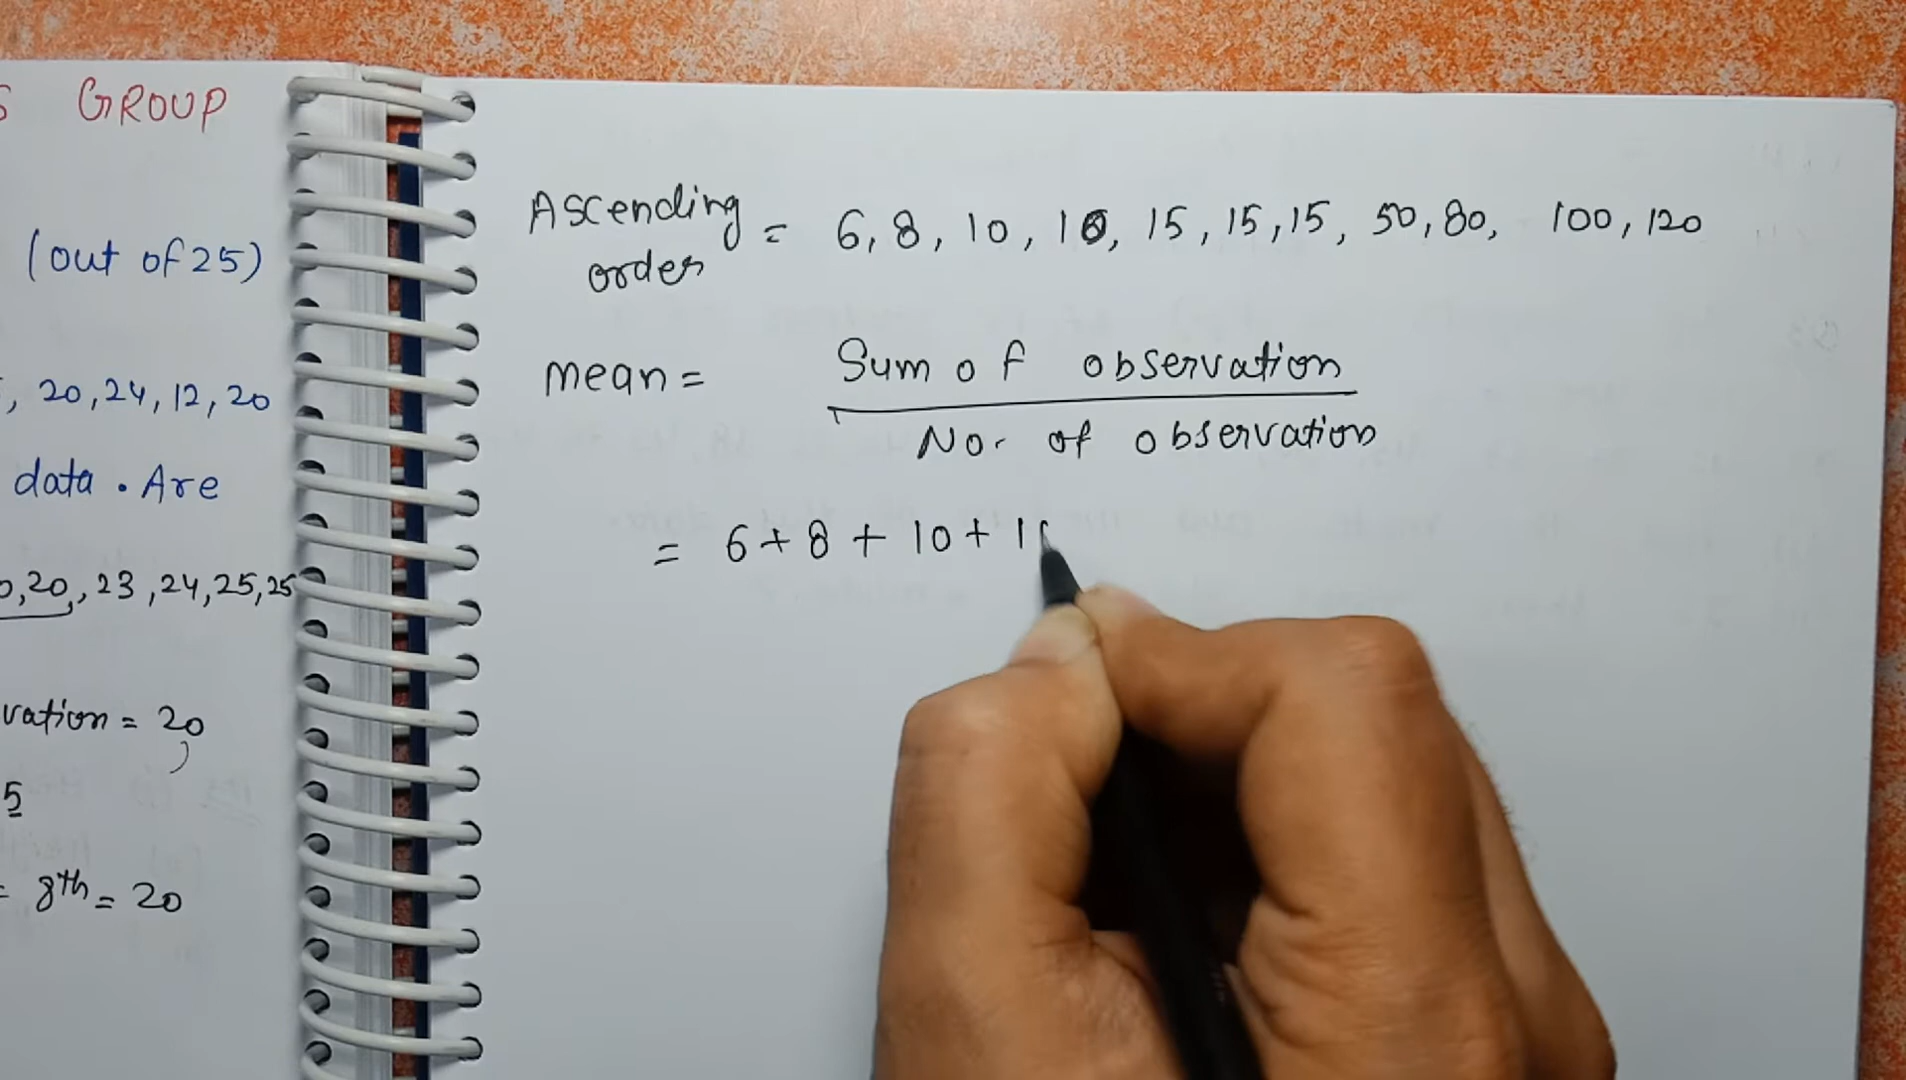 GROUP
(out of 25)
, 20, 24, 12, 20
data . Are
,20, 23, 24, 25, 25
vation = 20
5
= 8th = 20
Ascending order = 6, 8, 10, 10, 15, 15, 15, 50, 80, 100, 120
mean = Sum of observation
No. of observation
= 6 + 8 + 10 + 1